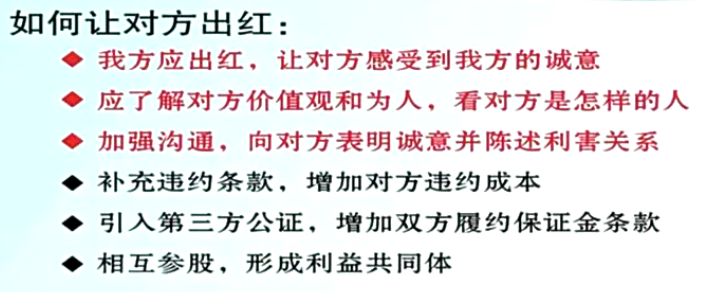 如何让对方出红：
◆ 我方应出红，让对方感受到我方的诚意
◆ 应了解对方价值观和为人，看对方是怎样的人
◆ 加强沟通，向对方表明诚意并陈述利害关系
◆ 补充违约条款，增加对方违约成本
◆ 引入第三方公证，增加双方履约保证金条款
◆ 相互参股，形成利益共同体